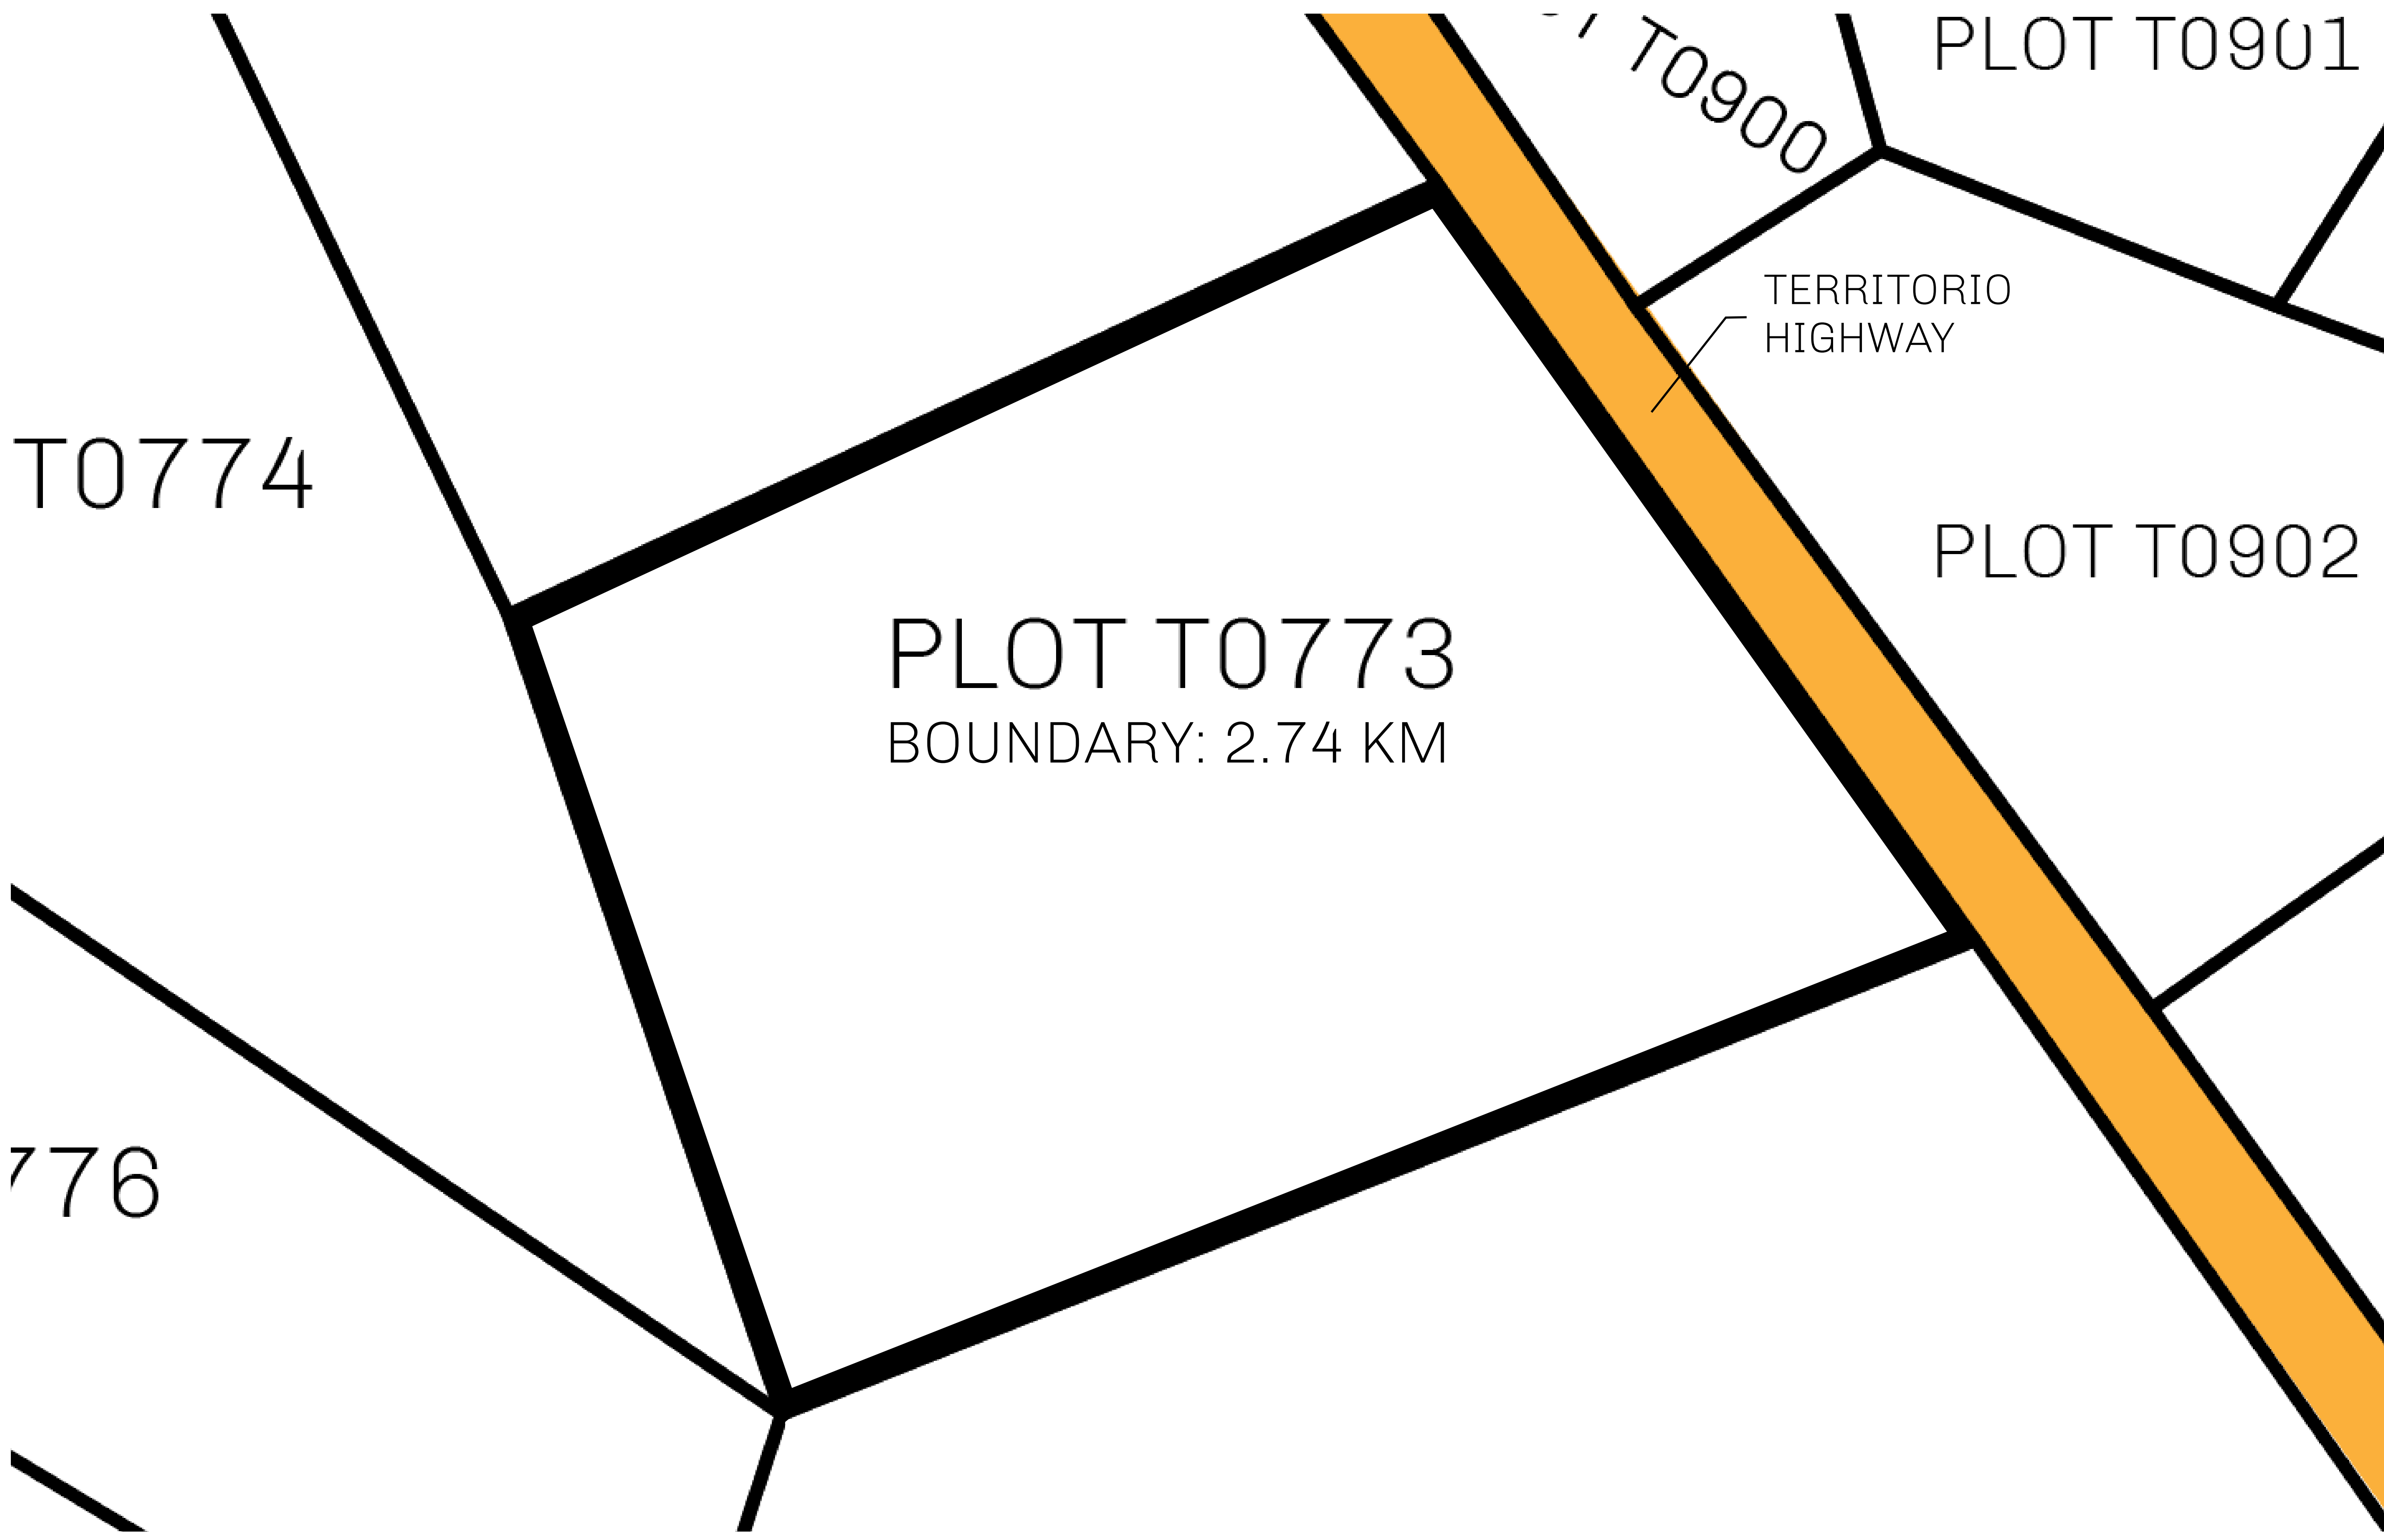 PLOT T0901
T0900
TERRITORIO
HIGHWAY
T0774
PLOT T0902
PLOT T0773
BOUNDARY: 2.74 KM
776